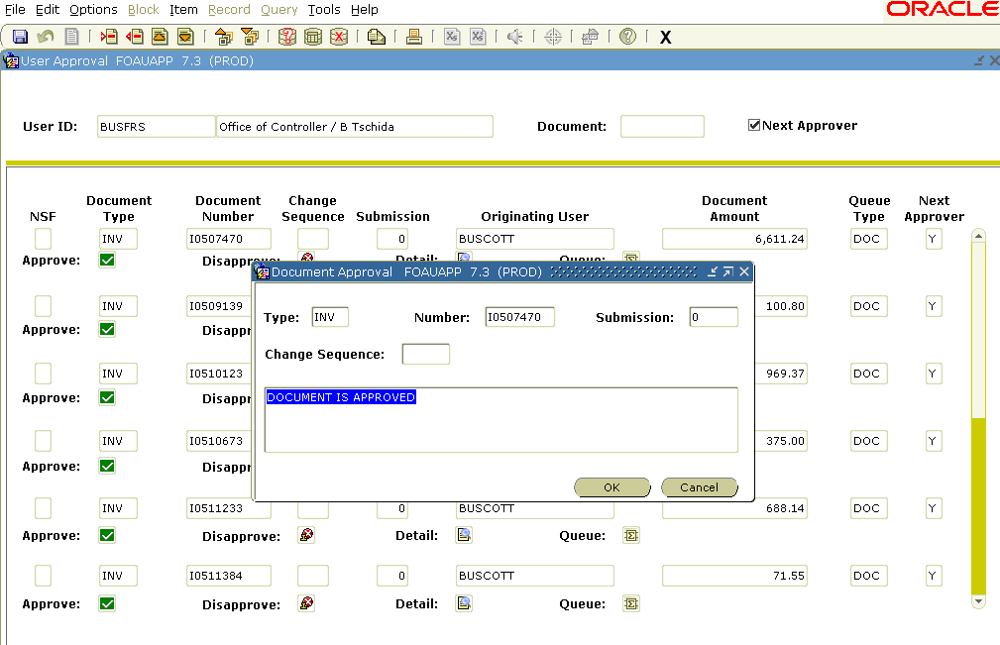 File Edit Options Block Item Record Query Tools Help
ORACLE
User Approval FOAUAPP 7.3 (PROD)
User ID: BUSFRS Office of Controller / B Tschida Document: Next Approver
Document Document Change Document Queue Next
NSF Type Number Sequence Submission Originating User Amount Type Approver
INV I0507470 0 BUSCOTT 6,611.24 DOC Y
Approve: Disapprove: Detail: Queue:
Document Approval FOAUAPP 7.3 (PROD)
INV I0509139 100.80 DOC Y
Type: INV Number: I0507470 Submission: 0
Approve: Disappr
Change Sequence:
INV I0510123 969.37 DOC Y
Approve: Disappr
DOCUMENT IS APPROVED
INV I0510673 375.00 DOC Y
Approve: Disappr
OK Cancel
INV I0511233 0 BUSCOTT 688.14 DOC Y
Approve: Disapprove: Detail: Queue:
INV I0511384 0 BUSCOTT 71.55 DOC Y
Approve: Disapprove: Detail: Queue: